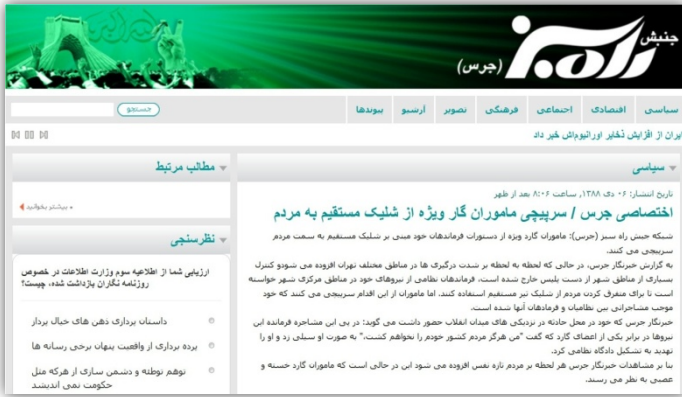 جنبش
راه سبز
(جرس)
سیاسی
اقتصادی
اجتماعی
فرهنگی
تصویر
آرشیو
پیوندها
جستجو
ایران از افزایش ذخایر اورانیوم‌اش خبر داد
سیاسی
تاریخ انتشار: ۰۶ دی ۱۳۸۸, ساعت ۸:۰۶ بعد از ظهر
اختصاصی جرس / سرپیچی ماموران گار ویژه از شلیک مستقیم به مردم
شبکه جنبش راه سبز (جرس): ماموران گارد ویژه از دستورات فرماندهان خود مبنی بر شلیک مستقیم به سمت مردم
سرپیچی می کنند.
به گزارش خبرنگار جرس، در حالی که لحظه به لحظه بر شدت درگیری ها در مناطق مختلف تهران افزوده می شودو کنترل
بسیاری از مناطق شهر از دست پلیس خارج شده است، فرماندهان نظامی از نیروهای خود در مناطق مرکزی شهر خواسته
است تا برای متفرق کردن مردم از شلیک تیر مستقیم استفاده کنند. اما ماموران از این اقدام سرپیچی می کنند که خود
موجب مشاجراتی بین نظامیان و فرمادهان آنها شده است.
خبرنگار جرس که خود در محل حادثه در نزدیکی های میدان انقلاب حضور داشت می گوید: در پی این مشاجره فرمانده این
نیروها در برابر یکی از اعضای گارد که گفت "من هرگز مردم کشور خودم را نخواهم کشت." به صورت او سیلی زد و او را
تهدید به تشکیل دادگاه نظامی کرد.
بنا بر مشاهدات خبرنگار جرس هر لحظه بر مردم تازه نفس افزوده می شود این در حالی است که ماموران گارد خسته و
عصبی به نظر می رسند.
مطالب مرتبط
بیشتر بخوانید
نظرسنجی
ارزیابی شما از اطلاعیه سوم وزارت اطلاعات در خصوص
روزنامه نگاران بازداشت شده، چیست؟
داستان پردازی ذهن های خیال پرداز
پرده برداری از واقعیت پنهان برخی رسانه ها
توهم توطئه و دشمن سازی از هرکه مثل
حکومت نمی اندیشد